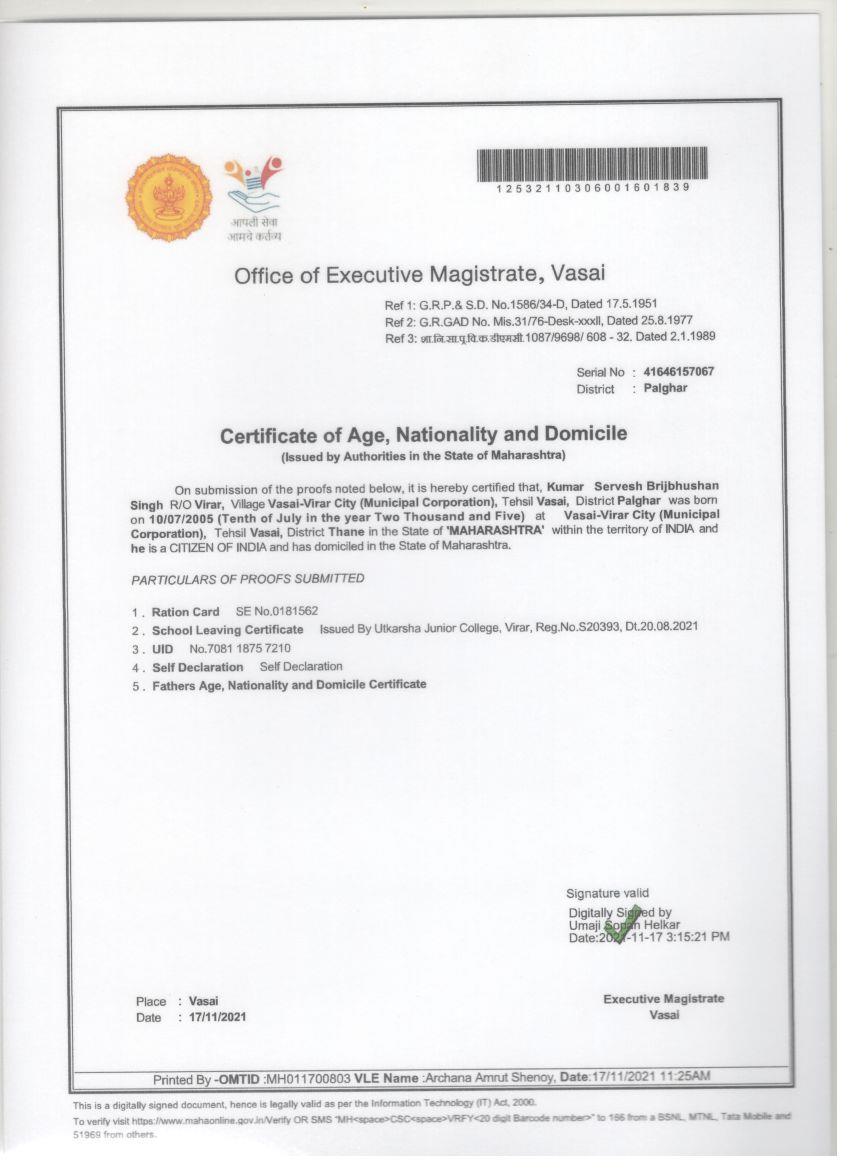 आपली सेवा
आमचे कर्तव्य
12532110306001601839
Office of Executive Magistrate, Vasai
Ref 1: G.R.P.& S.D. No.1586/34-D, Dated 17.5.1951
Ref 2: G.R.GAD No. Mis.31/76-Desk-xxxII, Dated 25.8.1977
Ref 3: शा.नि.सा.पू.वि.क.डीएमसी.1087/9698/ 608 - 32, Dated 2.1.1989
Serial No : 41646157067
District : Palghar
Certificate of Age, Nationality and Domicile
(Issued by Authorities in the State of Maharashtra)
On submission of the proofs noted below, it is hereby certified that, Kumar Servesh Brijbhushan
Singh R/O Virar, Village Vasai-Virar City (Municipal Corporation), Tehsil Vasai, District Palghar was born
on 10/07/2005 (Tenth of July in the year Two Thousand and Five) at Vasai-Virar City (Municipal
Corporation), Tehsil Vasai, District Thane in the State of 'MAHARASHTRA' within the territory of INDIA and
he is a CITIZEN OF INDIA and has domiciled in the State of Maharashtra.
PARTICULARS OF PROOFS SUBMITTED
1 . Ration Card SE No.0181562
2 . School Leaving Certificate Issued By Utkarsha Junior College, Virar, Reg.No.S20393, Dt.20.08.2021
3 . UID No.7081 1875 7210
4 . Self Declaration Self Declaration
5 . Fathers Age, Nationality and Domicile Certificate
Signature valid
Digitally Signed by
Umaji Sopan Helkar
Date:2021-11-17 3:15:21 PM
Place : Vasai
Date : 17/11/2021
Executive Magistrate
Vasai
Printed By -OMTID :MH011700803 VLE Name :Archana Amrut Shenoy, Date:17/11/2021 11:25AM
This is a digitally signed document, hence is legally valid as per the Information Technology (IT) Act, 2000.
To verify visit https://www.mahaonline.gov.in/Verify OR SMS "MH<space>CSC<space>VRFY<20 digit Barcode number>" to 166 from a BSNL, MTNL, Tata Mobile and
51969 from others.